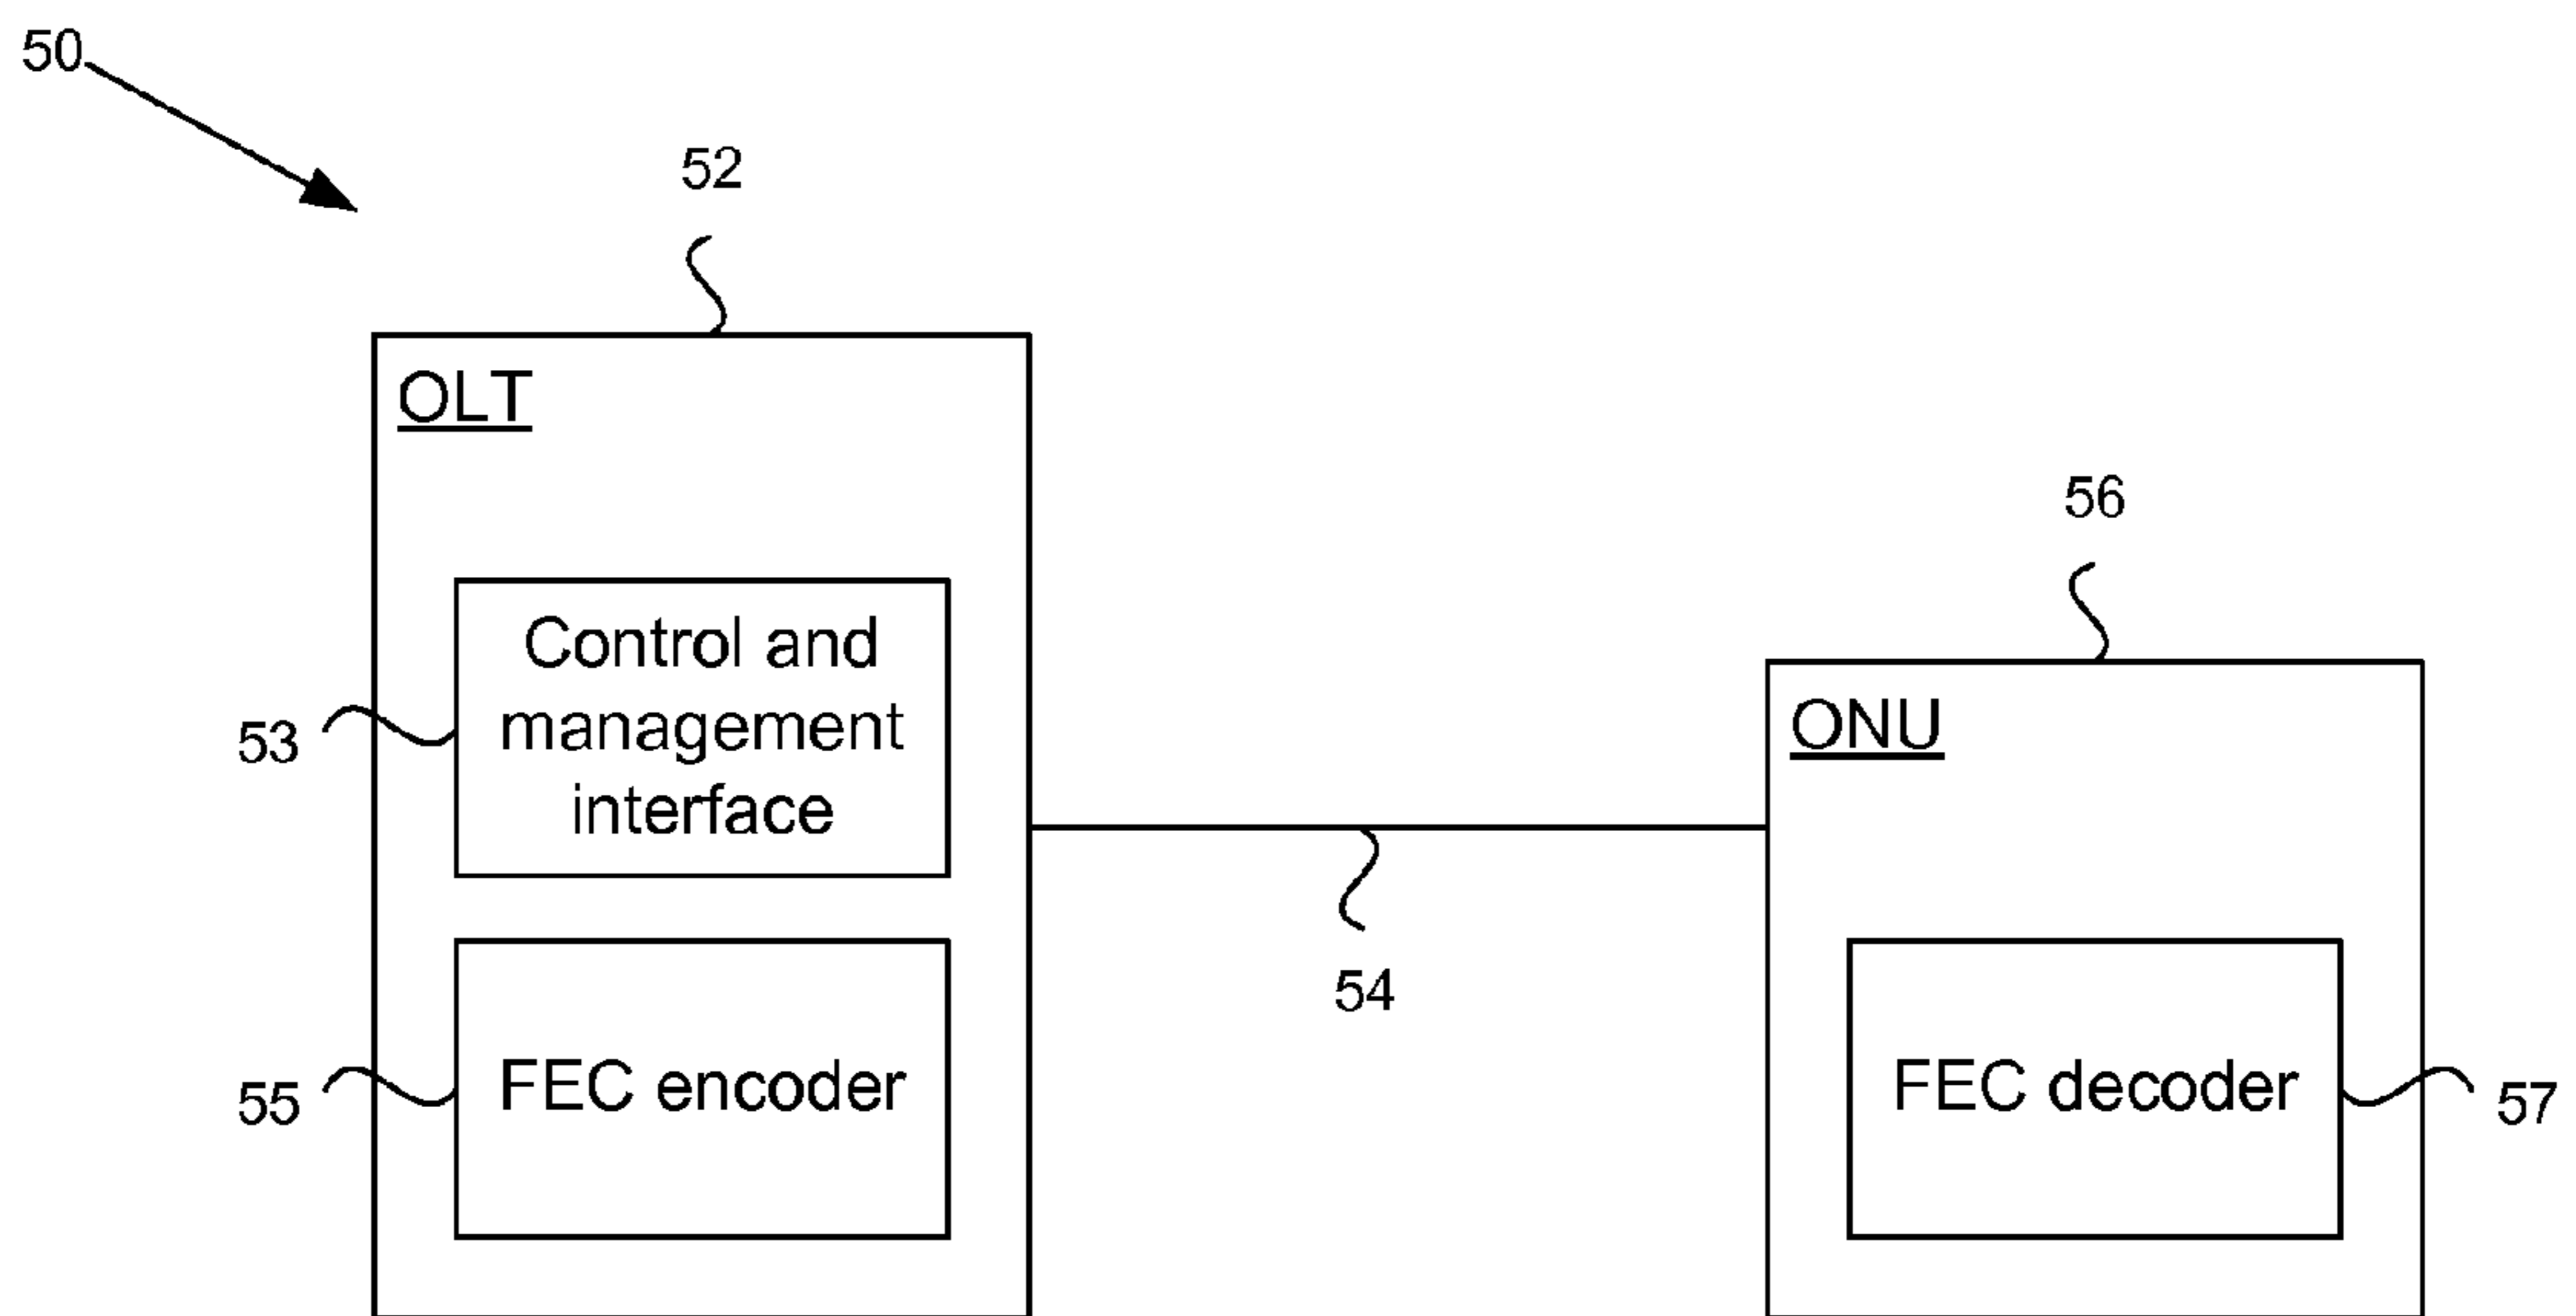 50
52
OLT
56
Control and
management
interface
53
ONU
54
FEC encoder
55
FEC decoder
57